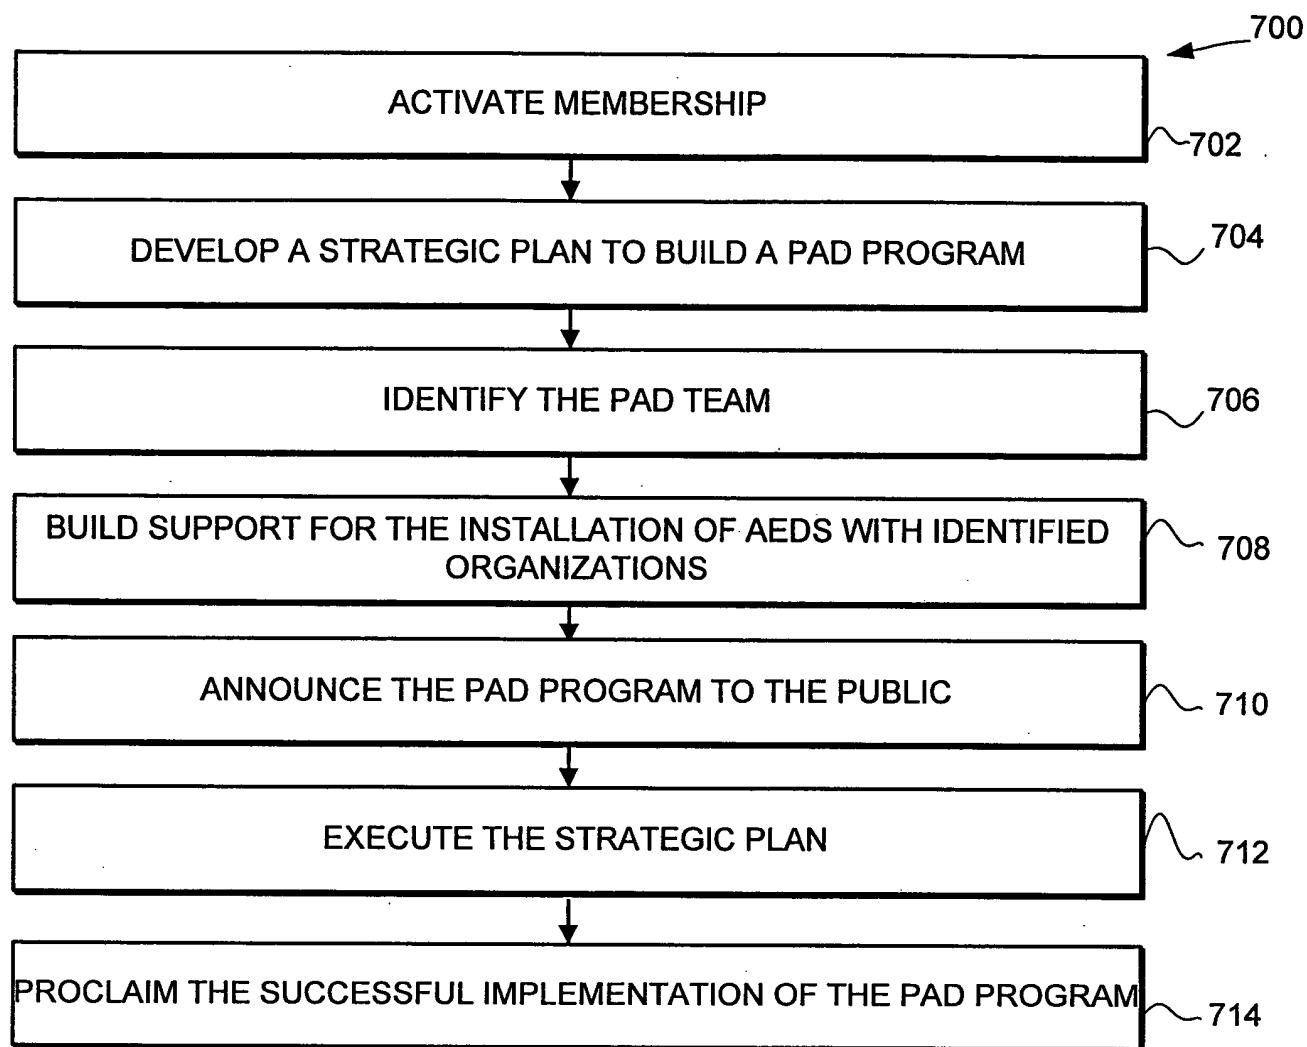 700
ACTIVATE MEMBERSHIP
702
DEVELOP A STRATEGIC PLAN TO BUILD A PAD PROGRAM
704
IDENTIFY THE PAD TEAM
706
BUILD SUPPORT FOR THE INSTALLATION OF AEDS WITH IDENTIFIED
ORGANIZATIONS
708
ANNOUNCE THE PAD PROGRAM TO THE PUBLIC
710
EXECUTE THE STRATEGIC PLAN
712
PROCLAIM THE SUCCESSFUL IMPLEMENTATION OF THE PAD PROGRAM
714